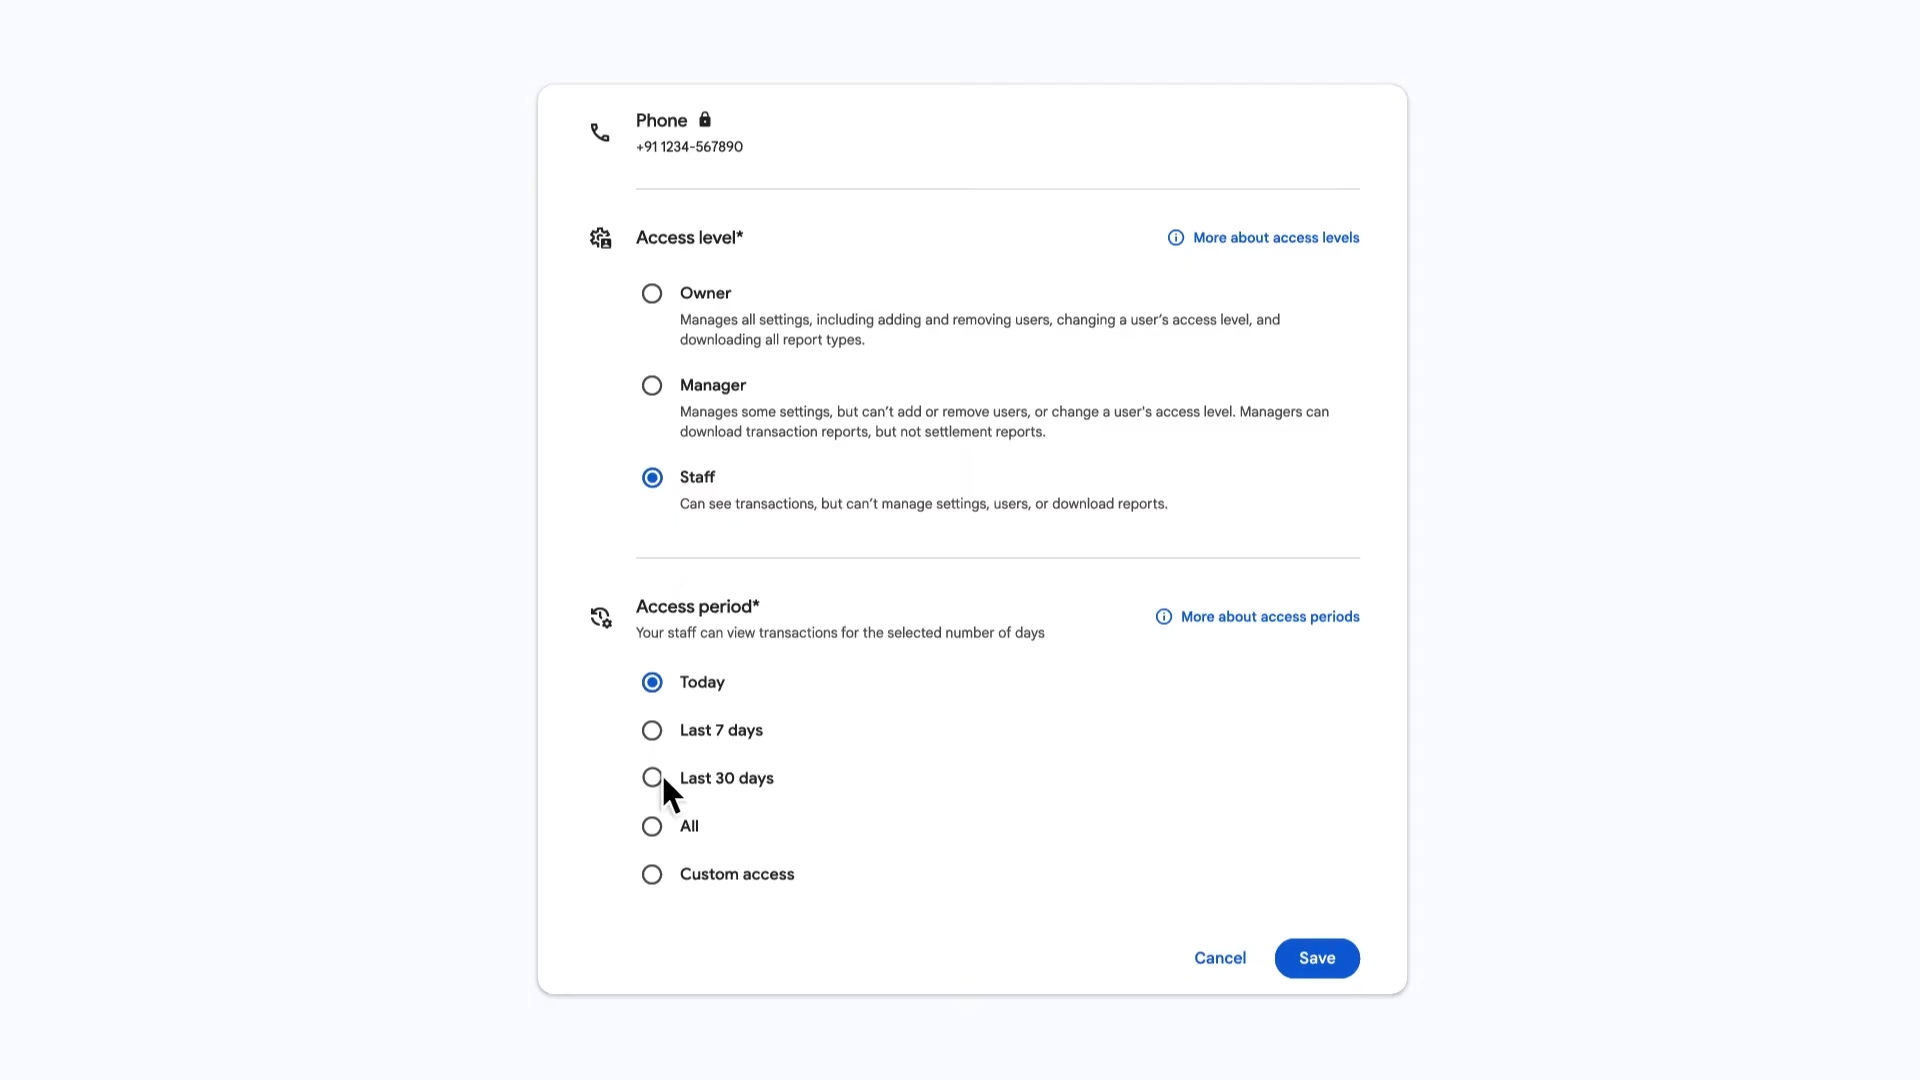 Phone
+91 1234-567890
Access level*
More about access levels
Owner
Manages all settings, including adding and removing users, changing a user's access level, and
downloading all report types.
Manager
Manages some settings, but can't add or remove users, or change a user's access level. Managers can
download transaction reports, but not settlement reports.
Staff
Can see transactions, but can't manage settings, users, or download reports.
Access period*
Your staff can view transactions for the selected number of days
More about access periods
Today
Last 7 days
Last 30 days
All
Custom access
Cancel
Save